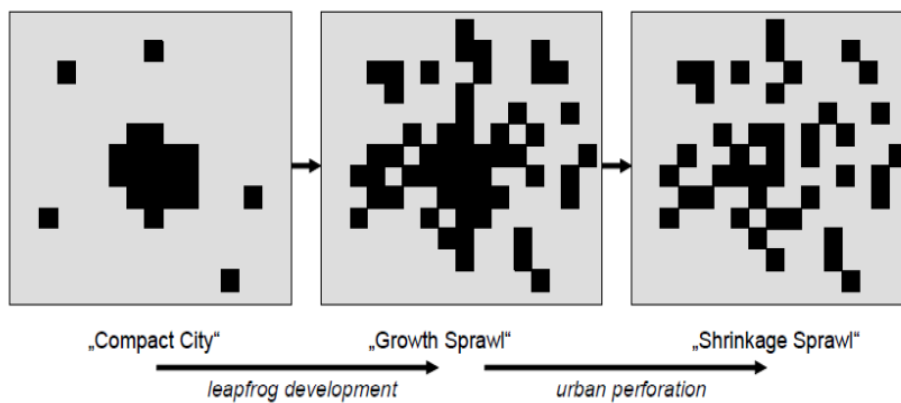 „Compact City“
„Growth Sprawl“
„Shrinkage Sprawl“
leapfrog development
urban perforation